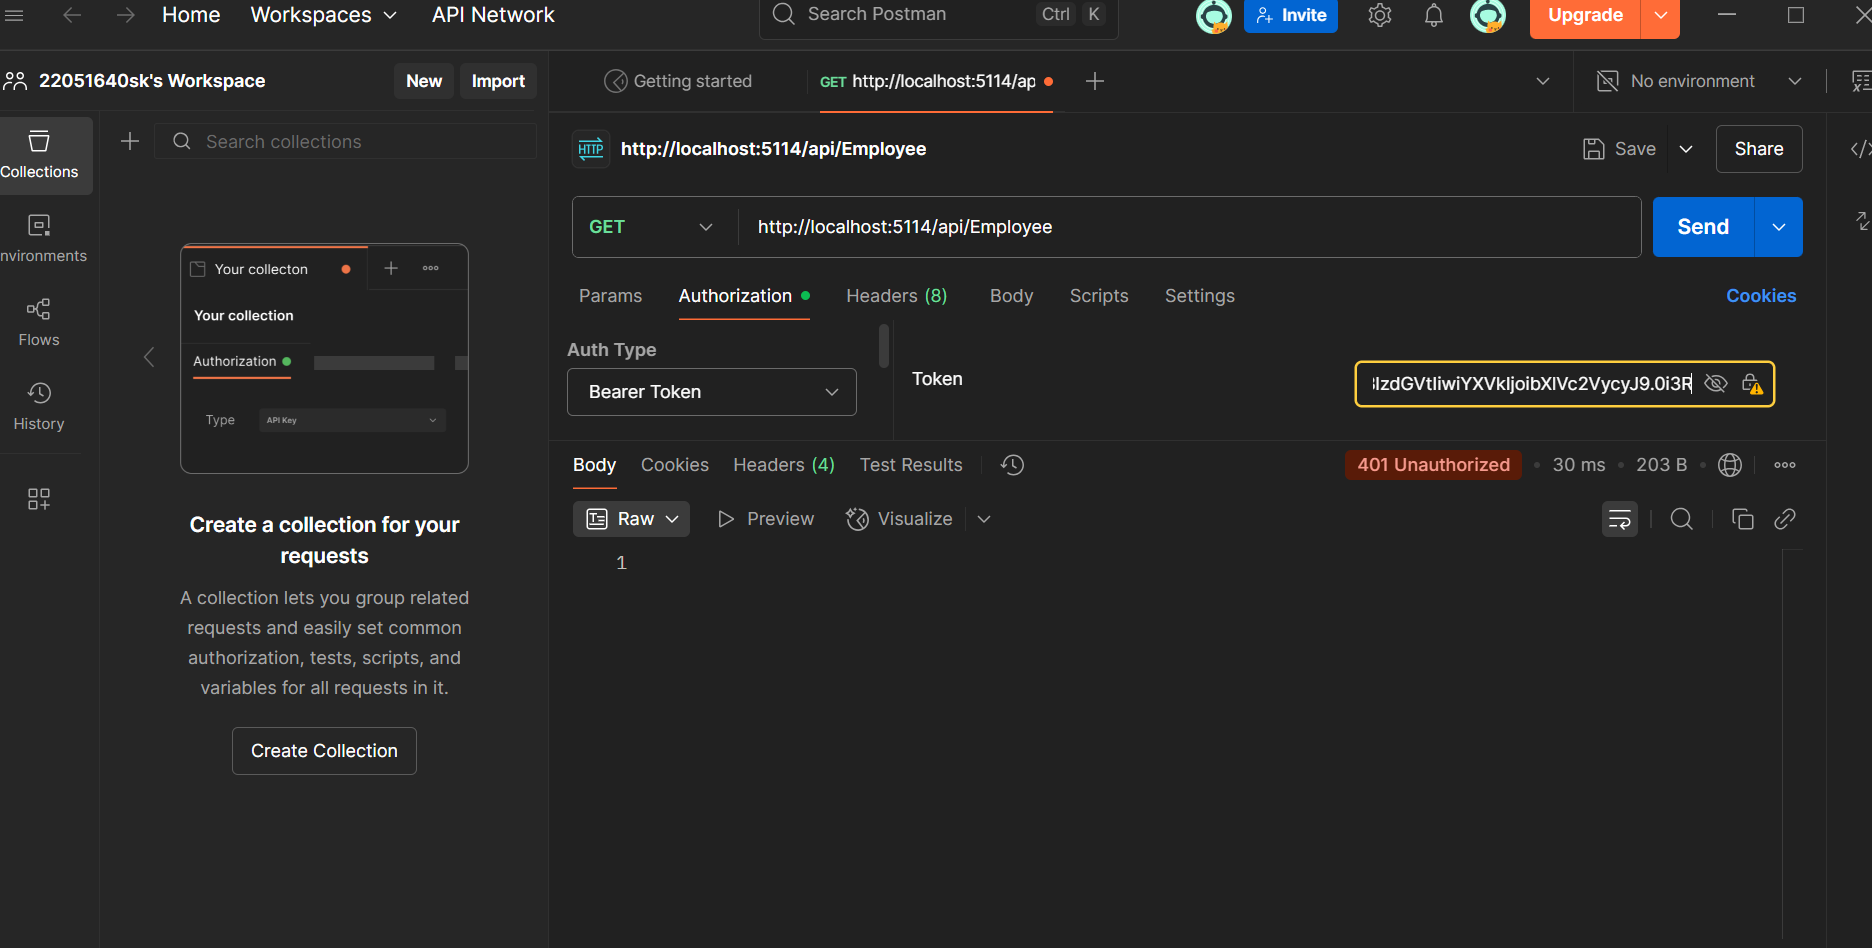 Home
Workspaces
API Network
Search Postman
Ctrl
K
Invite
Upgrade
22051640sk's Workspace
New
Import
Getting started
GET http://localhost:5114/ap
No environment
Collections
Search collections
HTTP
http://localhost:5114/api/Employee
Save
Share
nvironments
GET
http://localhost:5114/api/Employee
Send
Your collecton
Params
Authorization
Headers (8)
Body
Scripts
Settings
Cookies
Your collection
Flows
Authorization
Auth Type
Bearer Token
Token
Type
API Key
History
Body
Cookies
Headers (4)
Test Results
401 Unauthorized
30 ms
203 B
Raw
Preview
Visualize
1
Create a collection for your
requests
A collection lets you group related
requests and easily set common
authorization, tests, scripts, and
variables for all requests in it.
Create Collection